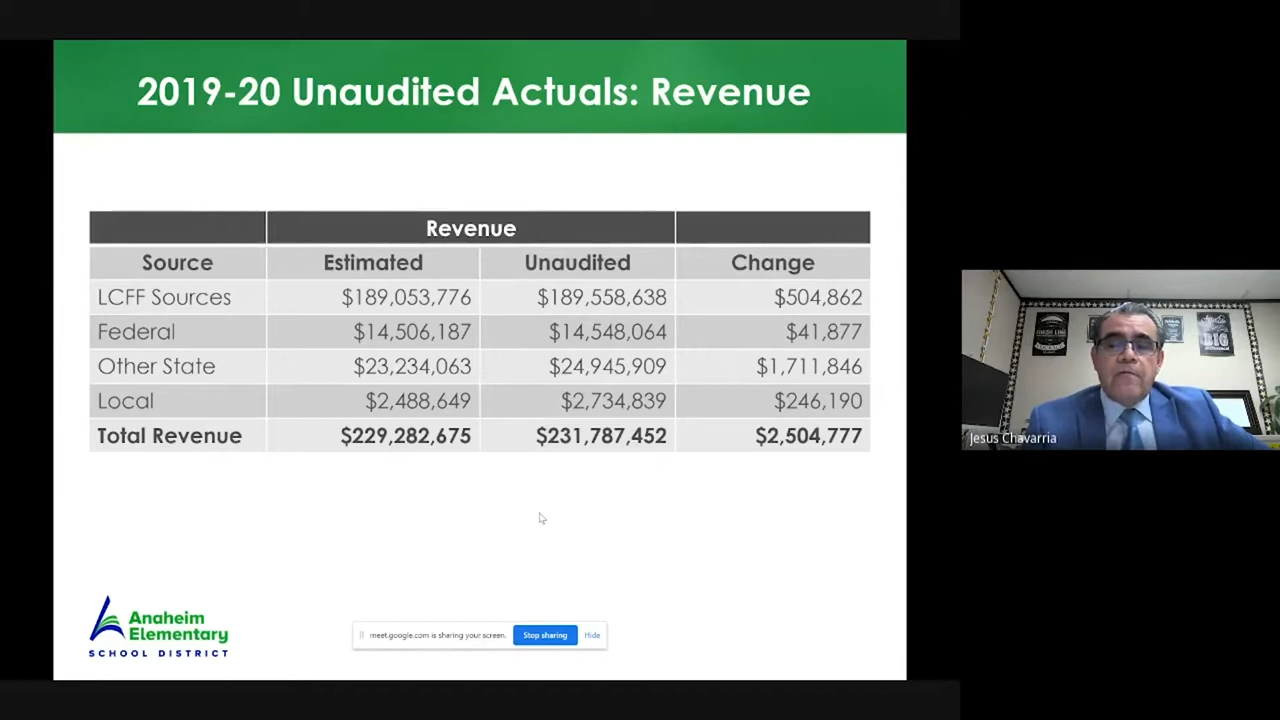 2019-20 Unaudited Actuals: Revenue
Revenue
Source Estimated Unaudited Change
LCFF Sources $189,053,776 $189,558,638 $504,862
Federal $14,506,187 $14,548,064 $41,877
Other State $23,234,063 $24,945,909 $1,711,846
Local $2,488,649 $2,734,839 $246,190
Total Revenue $229,282,675 $231,787,452 $2,504,777
Jesus Chavarria
Anaheim
Elementary
SCHOOL DISTRICT
meet.google.com is sharing your screen. Stop sharing Hide
BIG